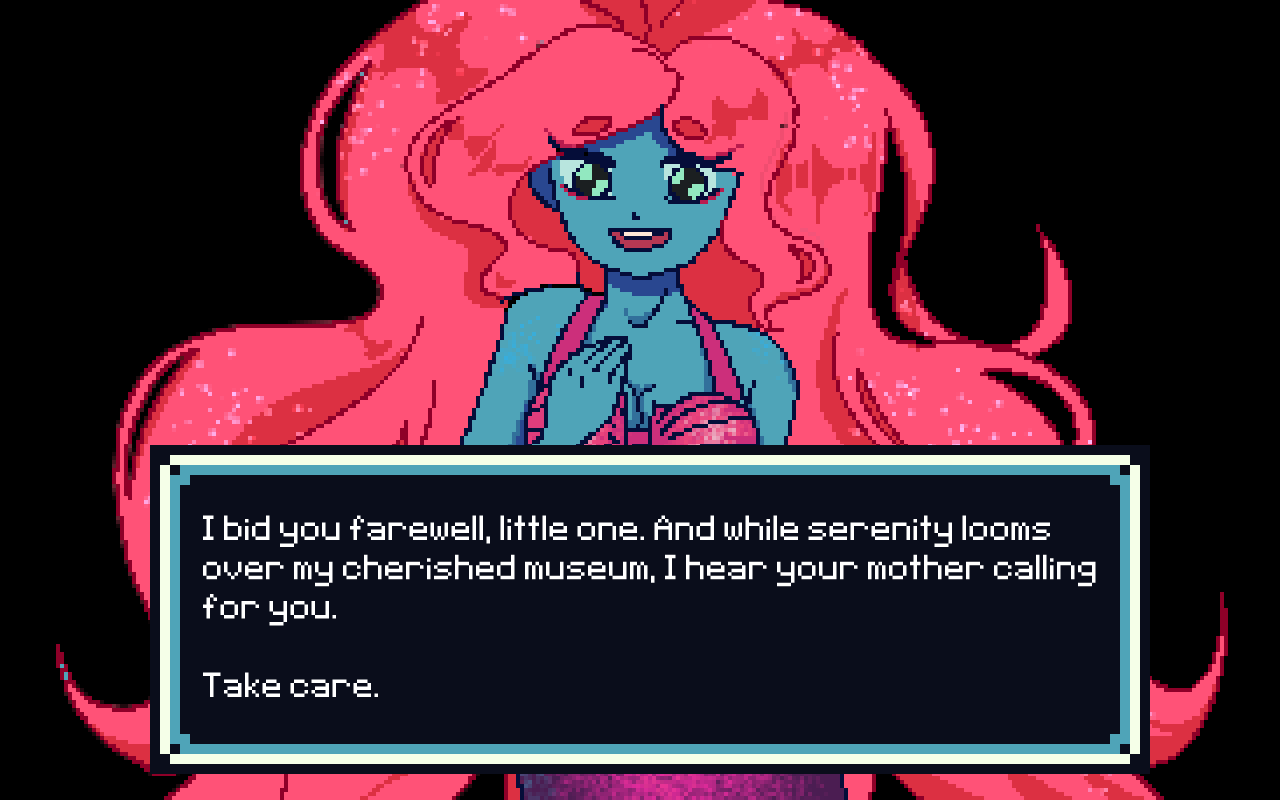 I bid you farewell, little one. And while serenity looms
over my cherished museum, I hear your mother calling
for you.
Take care.